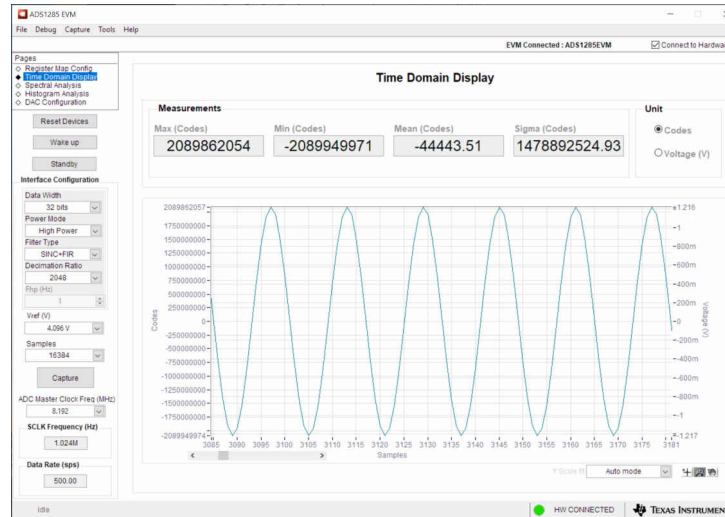 ADS1285 EVM
File Debug Capture Tools Help
EVM Connected : ADS1285EVM
Connect to Hardwa
Pages
Register Map Config
Time Domain Display
Spectral Analysis
Histogram Analysis
DAC Configuration
Reset Devices
Wake up
Standby
Interface Configuration
Data Width
32 bits
Power Mode
High Power
Filter Type
SINC+FIR
Decimation Ratio
2048
Fhp (Hz)
1
Vref (V)
4.096 V
Samples
16384
Capture
ADC Master Clock Freq (MHz)
8.192
SCLK Frequency (Hz)
1.024M
Data Rate (sps)
500.00
Time Domain Display
Measurements
Max (Codes) Min (Codes) Mean (Codes) Sigma (Codes)
2089862054 -2089949971 -44443.51 1478892524.93
Unit
Codes
Voltage (V)
2089862057
1750000000
1500000000
1250000000
1000000000
750000000
500000000
250000000
0
-250000000
-500000000
-750000000
-1000000000
-1250000000
-1500000000
-1750000000
-2089949974
Codes
1.216
1
800m
600m
400m
200m
0
-200m
-400m
-600m
-800m
-1
-1.217
Voltage (V)
3085 3090 3095 3100 3105 3110 3115 3120 3125 3130 3135 3140 3145 3150 3155 3160 3165 3170 3175 3181
Samples
Y Scale fit Auto mode
Idle
HW CONNECTED
TEXAS INSTRUMEN